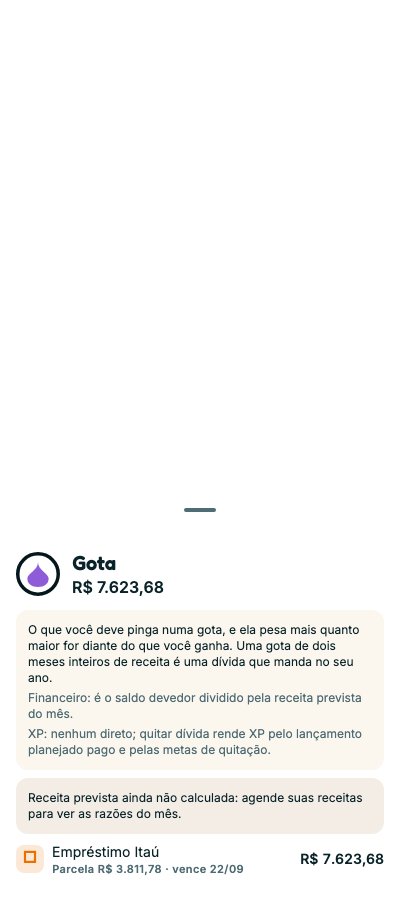 Gota
R$ 7.623,68
O que você deve pinga numa gota, e ela pesa mais quanto
maior for diante do que você ganha. Uma gota de dois
meses inteiros de receita é uma dívida que manda no seu
ano.
Financeiro: é o saldo devedor dividido pela receita prevista
do mês.
XP: nenhum direto; quitar dívida rende XP pelo lançamento
planejado pago e pelas metas de quitação.
Receita prevista ainda não calculada: agende suas receitas
para ver as razões do mês.
Empréstimo Itaú
R$ 7.623,68
Parcela R$ 3.811,78 · vence 22/09